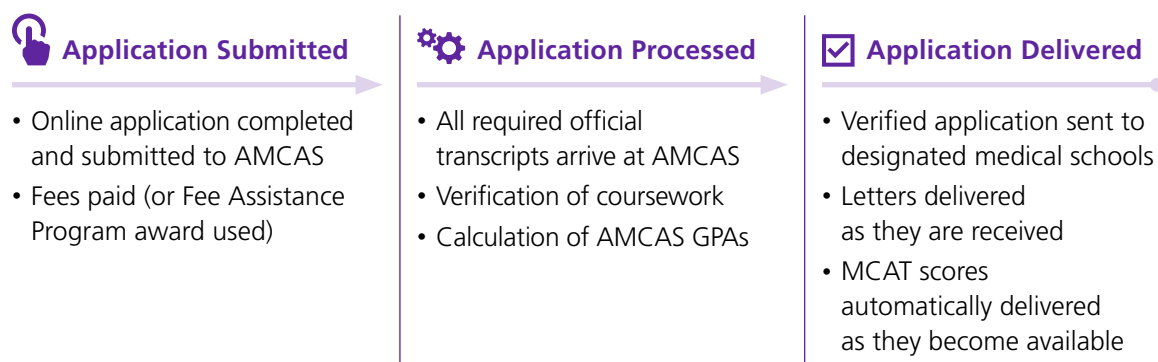 Application Submitted
• Online application completed
and submitted to AMCAS
• Fees paid (or Fee Assistance
Program award used)
Application Processed
• All required official
transcripts arrive at AMCAS
• Verification of coursework
• Calculation of AMCAS GPAs
Application Delivered
• Verified application sent to
designated medical schools
• Letters delivered
as they are received
• MCAT scores
automatically delivered
as they become available